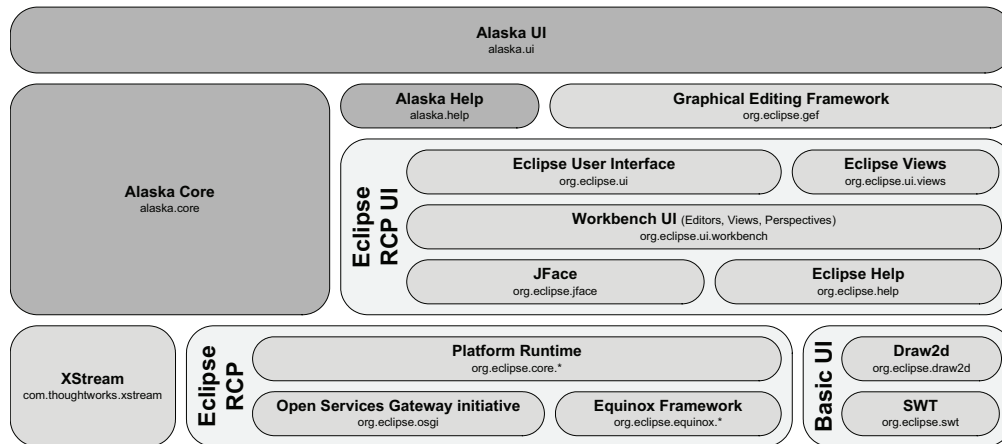 Alaska UI
alaska.ui
Alaska Core
alaska.core
Alaska Help
alaska.help
Graphical Editing Framework
org.eclipse.gef
Eclipse
RCP UI
Eclipse User Interface
org.eclipse.ui
Eclipse Views
org.eclipse.ui.views
Workbench UI (Editors, Views, Perspectives)
org.eclipse.ui.workbench
JFace
org.eclipse.jface
Eclipse Help
org.eclipse.help
XStream
com.thoughtworks.xstream
Eclipse
RCP
Platform Runtime
org.eclipse.core.*
Open Services Gateway initiative
org.eclipse.osgi
Equinox Framework
org.eclipse.equinox.*
Basic UI
Draw2d
org.eclipse.draw2d
SWT
org.eclipse.swt